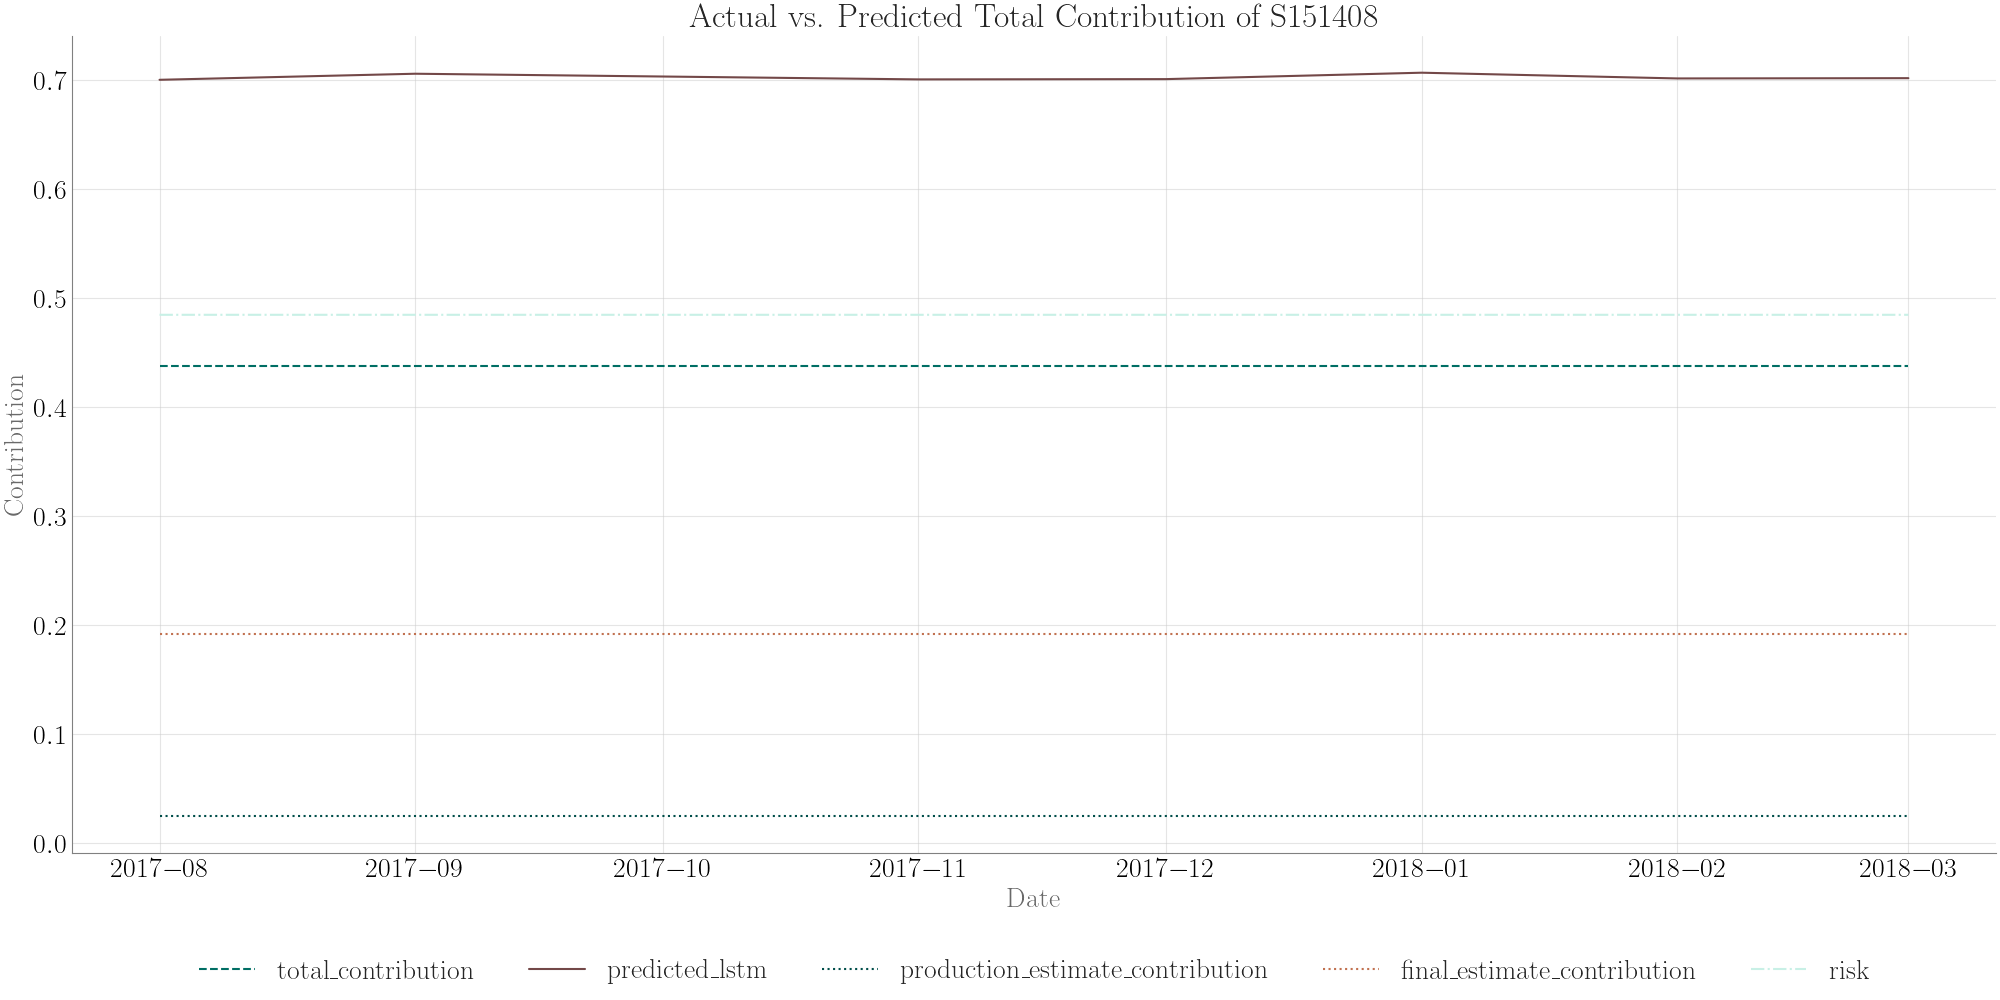 Actual vs. Predicted Total Contribution of S151408
0.7
0.6
0.5
0.4
0.3
0.2
0.1
0.0
Contribution
2017−08 2017−09 2017−10 2017−11 2017−12 2018−01 2018−02 2018−03
Date
total_contribution predicted_lstm production_estimate_contribution final_estimate_contribution risk